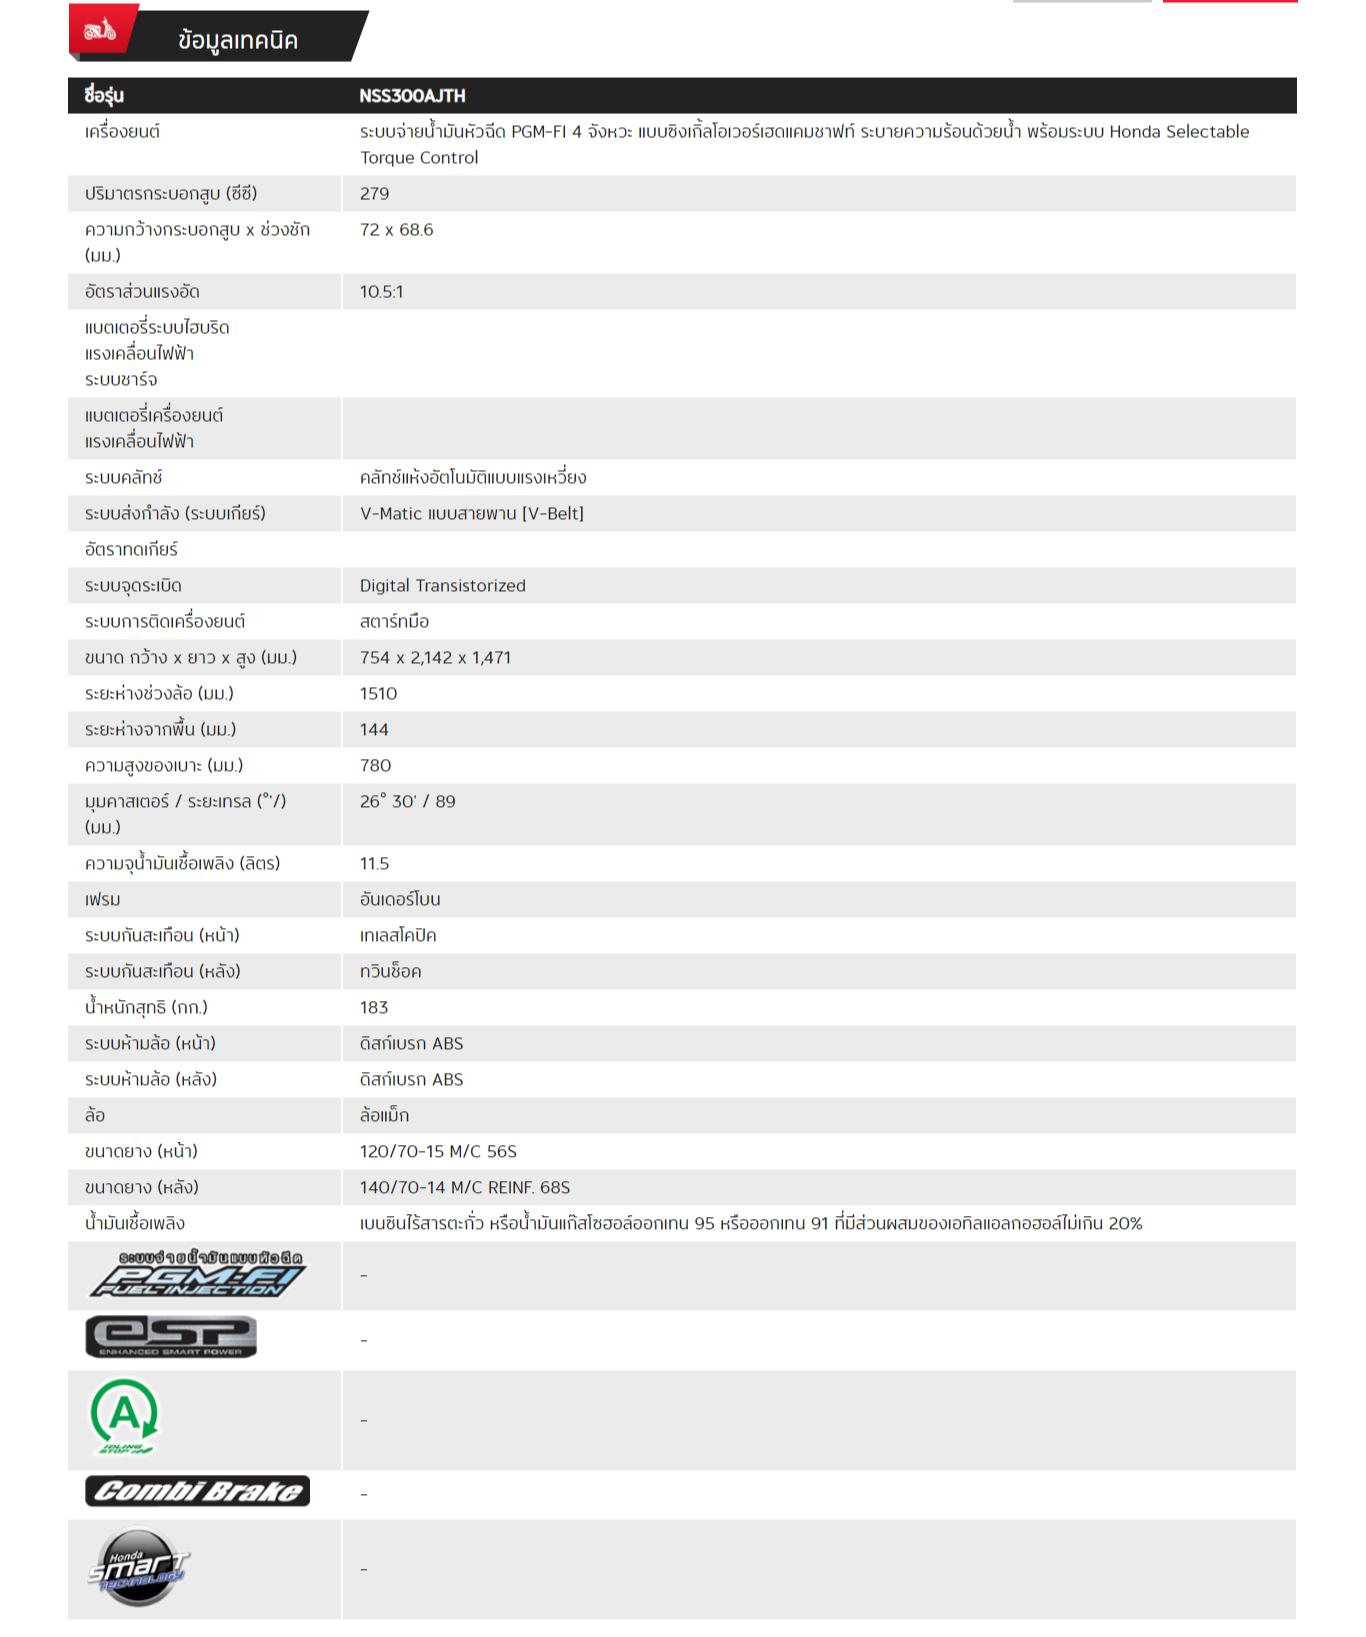 ข้อมูลเทคนิค
ชื่อรุ่น NSS300AJTH
เครื่องยนต์ ระบบจ่ายน้ำมันหัวฉีด PGM-FI 4 จังหวะ แบบซิงเกิ้ลโอเวอร์เฮดแคมชาฟท์ ระบายความร้อนด้วยน้ำ พร้อมระบบ Honda Selectable
Torque Control
ปริมาตรกระบอกสูบ (ซีซี) 279
ความกว้างกระบอกสูบ x ช่วงชัก 72 x 68.6
(มม.)
อัตราส่วนแรงอัด 10.5:1
แบตเตอรี่ระบบไฮบริด
แรงเคลื่อนไฟฟ้า
ระบบชาร์จ
แบตเตอรี่เครื่องยนต์
แรงเคลื่อนไฟฟ้า
ระบบคลัทช์ คลัทช์แห้งอัตโนมัติแบบแรงเหวี่ยง
ระบบส่งกำลัง (ระบบเกียร์) V-Matic แบบสายพาน [V-Belt]
อัตราทดเกียร์
ระบบจุดระเบิด Digital Transistorized
ระบบการติดเครื่องยนต์ สตาร์ทมือ
ขนาด กว้าง x ยาว x สูง (มม.) 754 x 2,142 x 1,471
ระยะห่างช่วงล้อ (มม.) 1510
ระยะห่างจากพื้น (มม.) 144
ความสูงของเบาะ (มม.) 780
มุมคาสเตอร์ / ระยะเทรล (°'/) 26° 30' / 89
(มม.)
ความจุน้ำมันเชื้อเพลิง (ลิตร) 11.5
เฟรม อันเดอร์โบน
ระบบกันสะเทือน (หน้า) เทเลสโคปิค
ระบบกันสะเทือน (หลัง) ทวินช็อค
น้ำหนักสุทธิ (กก.) 183
ระบบห้ามล้อ (หน้า) ดิสก์เบรก ABS
ระบบห้ามล้อ (หลัง) ดิสก์เบรก ABS
ล้อ ล้อแม็ก
ขนาดยาง (หน้า) 120/70-15 M/C 56S
ขนาดยาง (หลัง) 140/70-14 M/C REINF. 68S
น้ำมันเชื้อเพลิง เบนซินไร้สารตะกั่ว หรือน้ำมันแก๊สโซฮอล์ออกเทน 95 หรือออกเทน 91 ที่มีส่วนผสมของเอทิลแอลกอฮอล์ไม่เกิน 20%
ระบบจ่ายน้ำมันแบบหัวฉีด
PGM-FI -
FUEL INJECTION
eSP -
ENHANCED SMART POWER
A -
IDLING
STOP
Combi Brake -
Honda
smart -
TECHNOLOGY